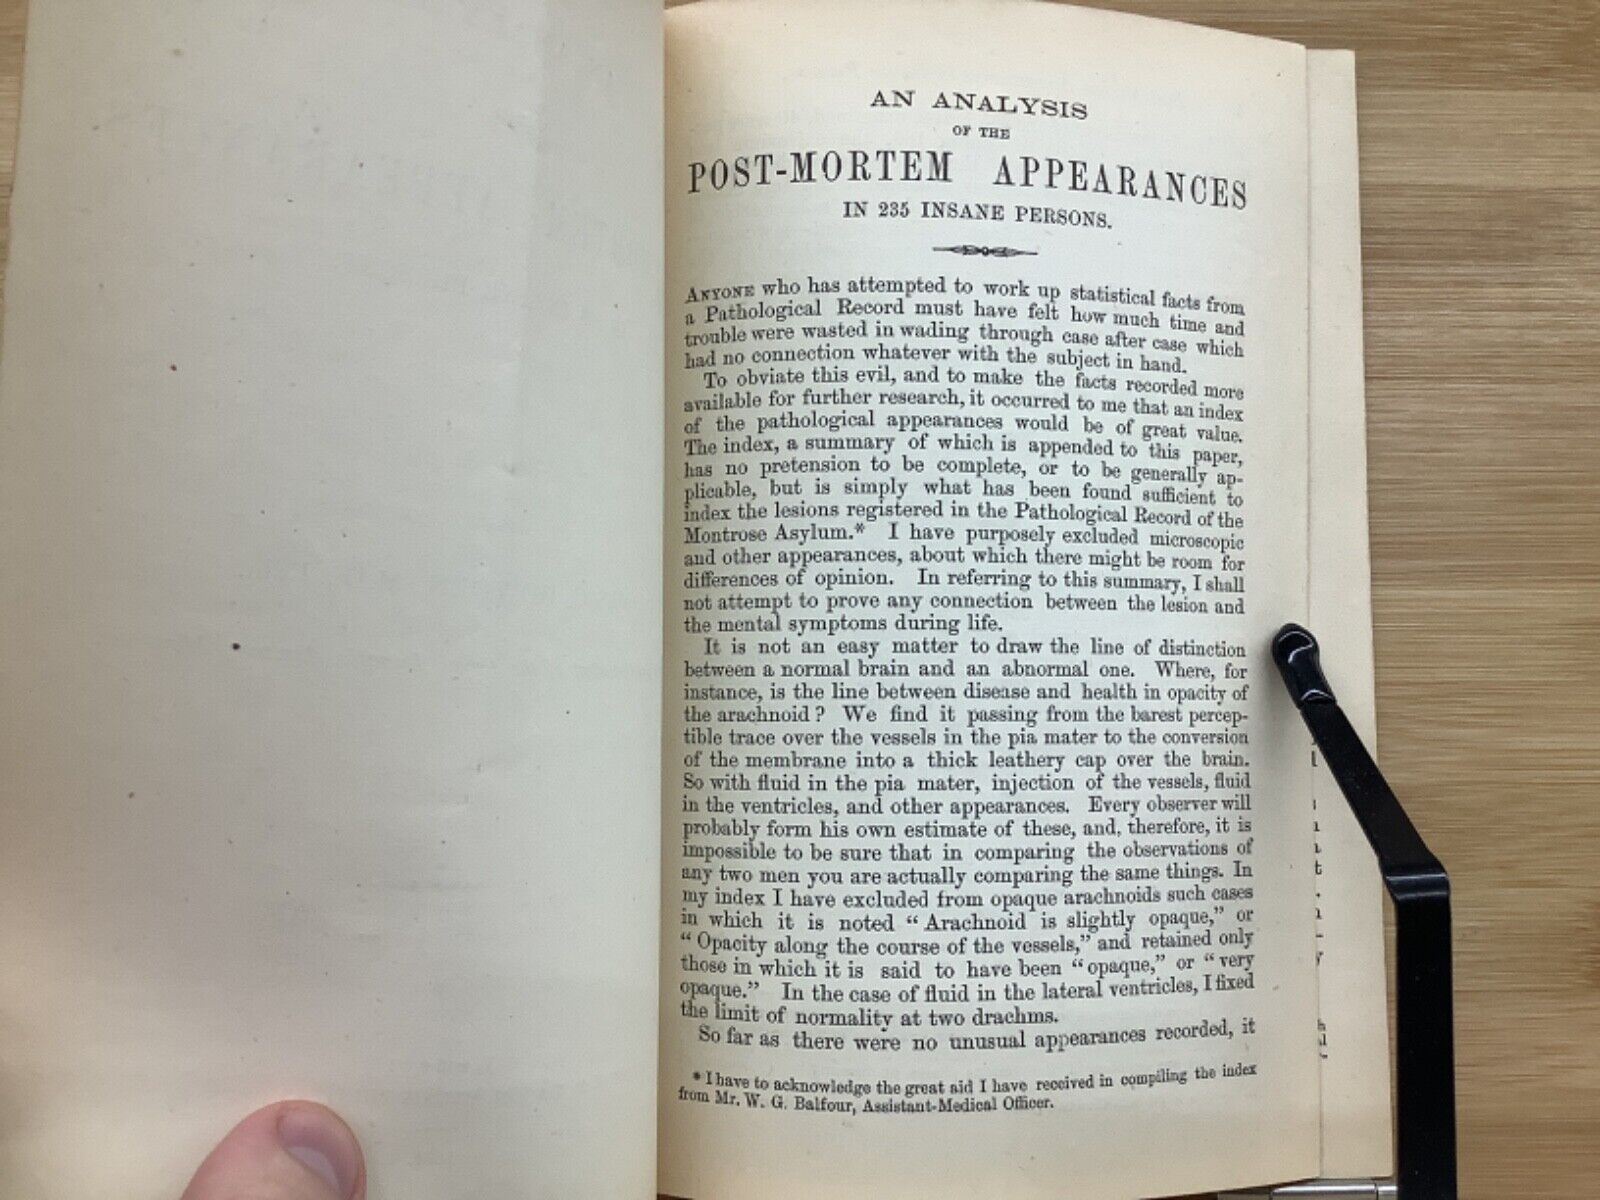 AN ANALYSIS
OF THE
POST-MORTEM APPEARANCES
IN 235 INSANE PERSONS.
ANYONE who has attempted to work up statistical facts from
a Pathological Record must have felt how much time and
trouble were wasted in wading through case after case which
had no connection whatever with the subject in hand.
To obviate this evil, and to make the facts recorded more
available for further research, it occurred to me that an index
of the pathological appearances would be of great value.
The index, a summary of which is appended to this paper,
has no pretension to be complete, or to be generally ap-
plicable, but is simply what has been found sufficient to
index the lesions registered in the Pathological Record of the
Montrose Asylum.* I have purposely excluded microscopic
and other appearances, about which there might be room for
differences of opinion. In referring to this summary, I shall
not attempt to prove any connection between the lesion and
the mental symptoms during life.
It is not an easy matter to draw the line of distinction
between a normal brain and an abnormal one. Where, for
instance, is the line between disease and health in opacity of
the arachnoid? We find it passing from the barest percep-
tible trace over the vessels in the pia mater to the conversion
of the membrane into a thick leathery cap over the brain.
So with fluid in the pia mater, injection of the vessels, fluid
in the ventricles, and other appearances. Every observer will
probably form his own estimate of these, and, therefore, it is
impossible to be sure that in comparing the observations of
any two men you are actually comparing the same things. In
my index I have excluded from opaque arachnoids such cases
in which it is noted "Arachnoid is slightly opaque," or
"Opacity along the course of the vessels," and retained only
those in which it is said to have been "opaque," or "very
opaque." In the case of fluid in the lateral ventricles, I fixed
the limit of normality at two drachms.
So far as there were no unusual appearances recorded, it
* I have to acknowledge the great aid I have received in compiling the index
from Mr. W. G. Balfour, Assistant-Medical Officer.